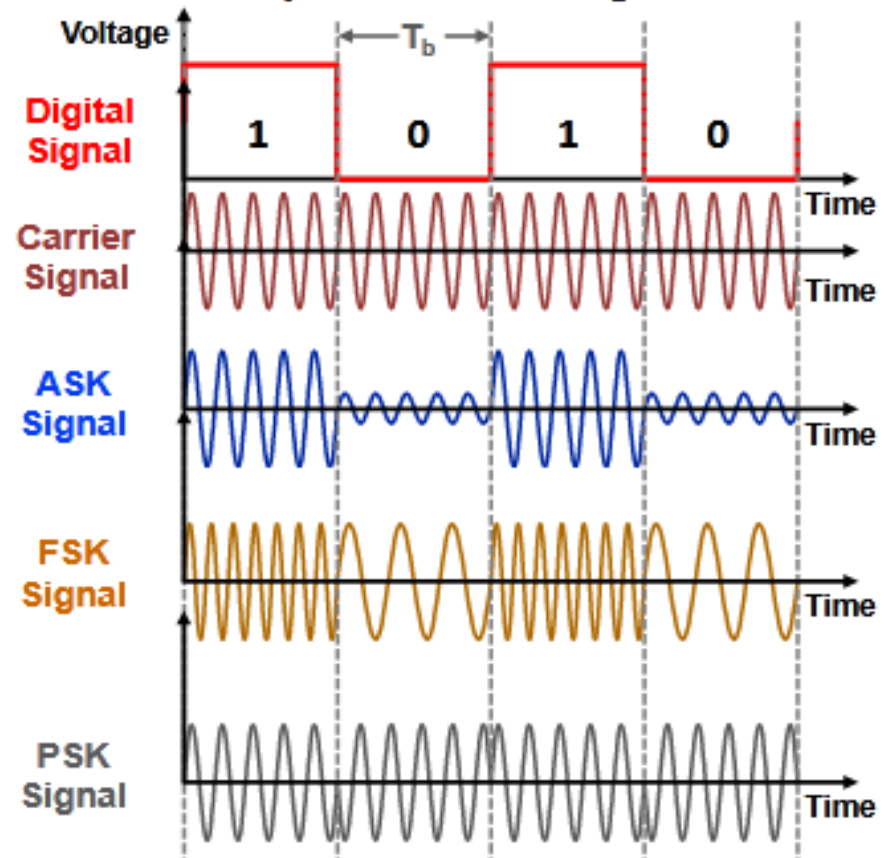 Voltage
T_b
Digital
Signal
1 0 1 0
Time
Carrier
Signal
Time
ASK
Signal
Time
FSK
Signal
Time
PSK
Signal
Time